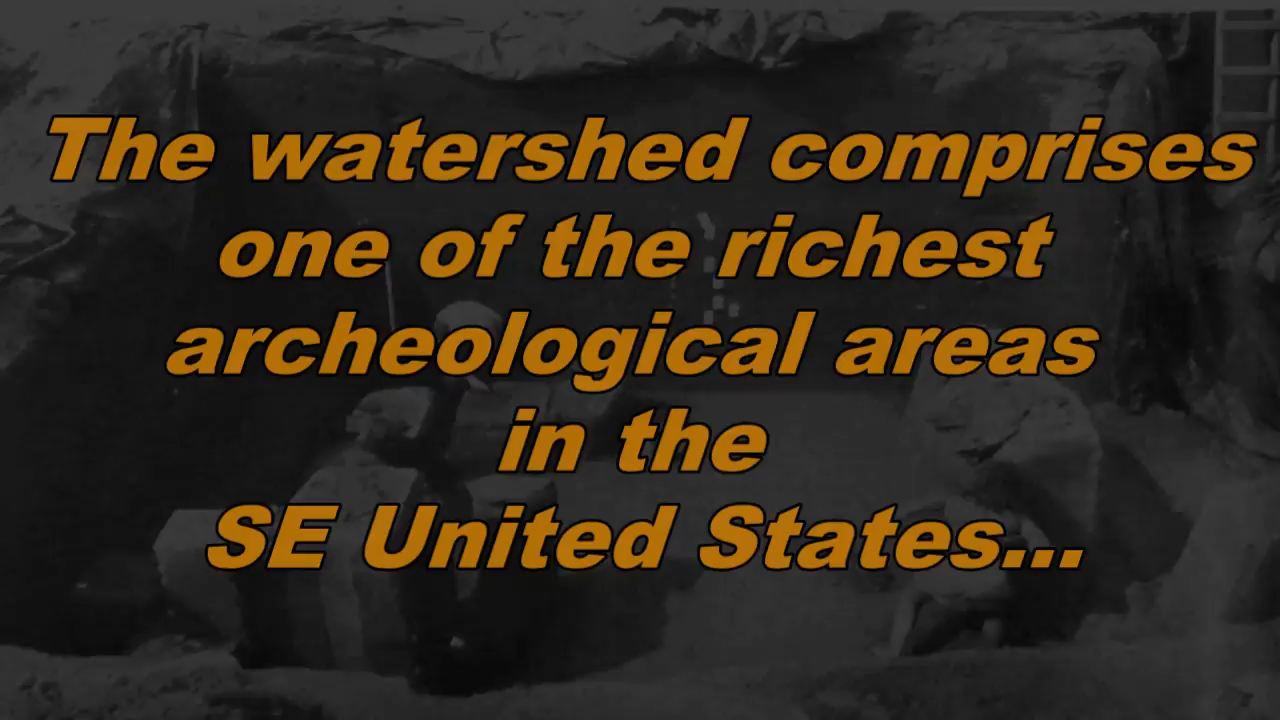 The watershed comprises
one of the richest
archeological areas
in the
SE United States...